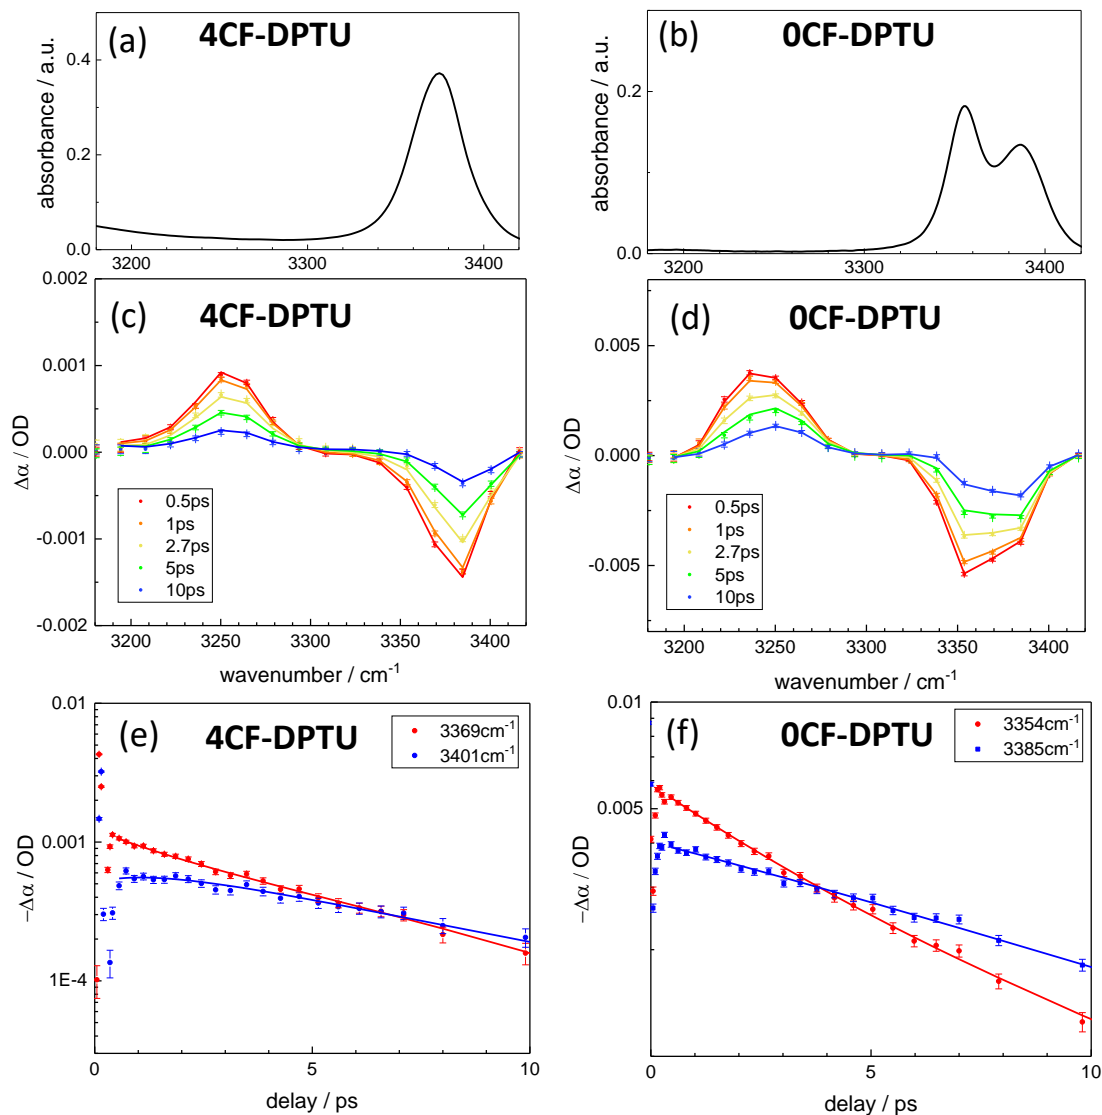 (a) 4CF-DPTU
absorbance / a.u.
0.4
0.2
0.0
3200 3300 3400
(b) 0CF-DPTU
absorbance / a.u.
0.2
0.0
3200 3300 3400
(c) 4CF-DPTU
Δα / OD
0.002
0.001
0.000
-0.001
-0.002
0.5ps
1ps
2.7ps
5ps
10ps
3200 3250 3300 3350 3400
wavenumber / cm⁻¹
(d) 0CF-DPTU
Δα / OD
0.005
0.000
-0.005
0.5ps
1ps
2.7ps
5ps
10ps
3200 3250 3300 3350 3400
wavenumber / cm⁻¹
(e) 4CF-DPTU
3369cm⁻¹
3401cm⁻¹
−Δα / OD
0.01
0.001
1E-4
0 5 10
delay / ps
(f) 0CF-DPTU
3354cm⁻¹
3385cm⁻¹
−Δα / OD
0.01
0.005
0 5 10
delay / ps